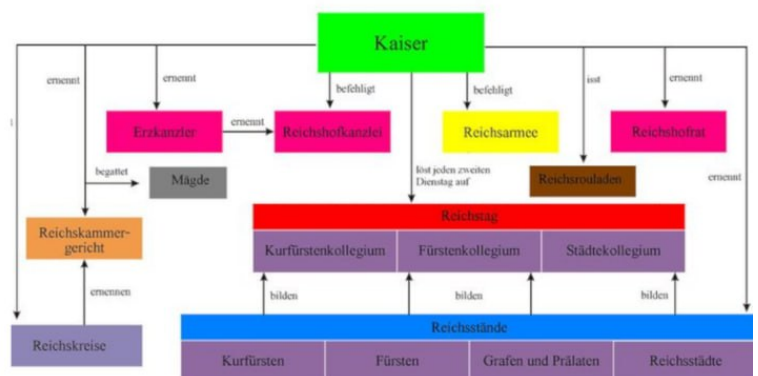 Kaiser
ernennt
ernennt
befehligt
befehligt
isst
ernennt
Erzkanzler
ernennt
Reichshofkanzlei
Reichsarmee
Reichshofrat
begattet
Mägde
löst jeden zweiten
Dienstag auf
Reichsrouladen
ernennt
Reichstag
Reichskammer-
gericht
Kurfürstenkollegium
Fürstenkollegium
Städtekollegium
ernennen
bilden
bilden
bilden
Reichskreise
Reichsstände
Kurfürsten
Fürsten
Grafen und Prälaten
Reichsstädte